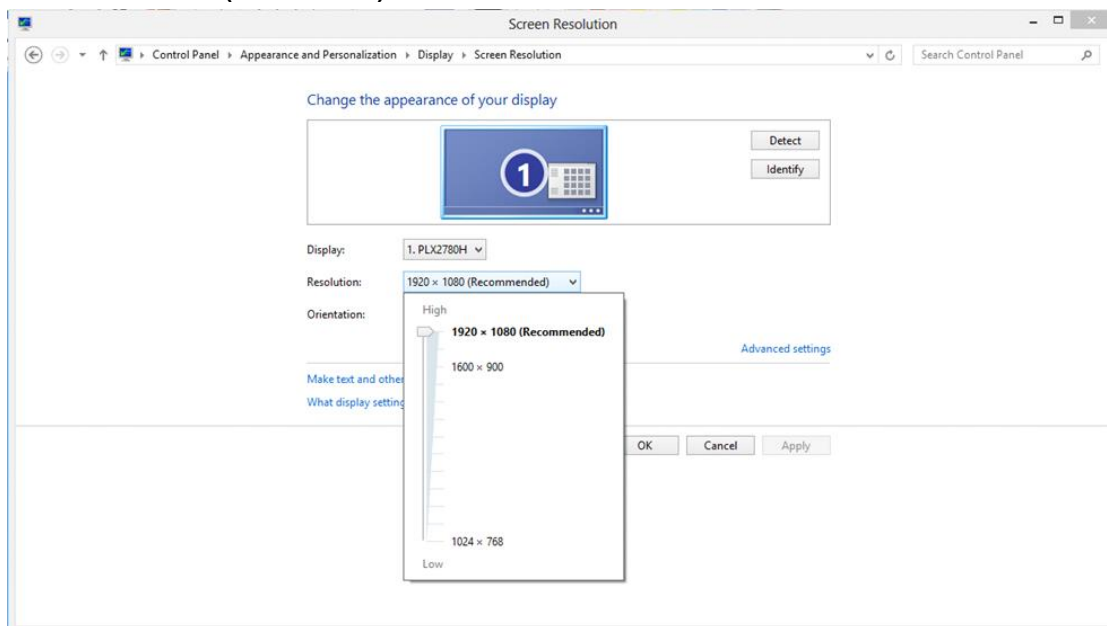 Screen Resolution
Control Panel ▸ Appearance and Personalization ▸ Display ▸ Screen Resolution
Search Control Panel
Change the appearance of your display
1
Detect
Identify
Display: 1. PLX2780H
Resolution: 1920 × 1080 (Recommended)
Orientation:
High
1920 × 1080 (Recommended)
1600 × 900
1024 × 768
Low
Advanced settings
Make text and other
What display setting
OK Cancel Apply